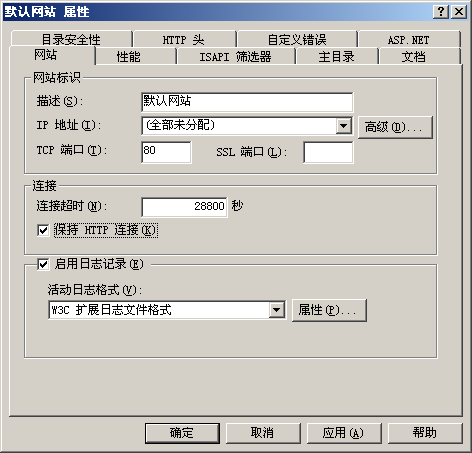 默认网站 属性
目录安全性 HTTP 头 自定义错误 ASP.NET
网站 性能 ISAPI 筛选器 主目录 文档
网站标识
描述(S): 默认网站
IP 地址(I): (全部未分配) 高级(D)...
TCP 端口(T): 80 SSL 端口(L):
连接
连接超时(N): 28800 秒
保持 HTTP 连接(K)
启用日志记录(E)
活动日志格式(V):
W3C 扩展日志文件格式 属性(P)...
确定 取消 应用(A) 帮助